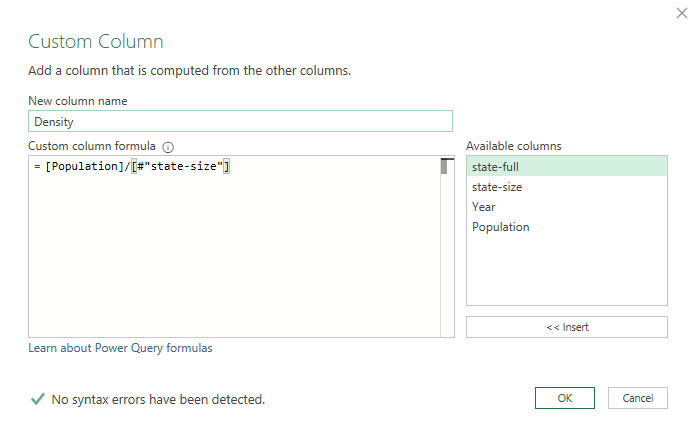 Custom Column
Add a column that is computed from the other columns.
New column name
Density
Custom column formula
Available columns
= [Population]/[#"state-size"]
state-full
state-size
Year
Population
<< Insert
Learn about Power Query formulas
No syntax errors have been detected.
OK
Cancel